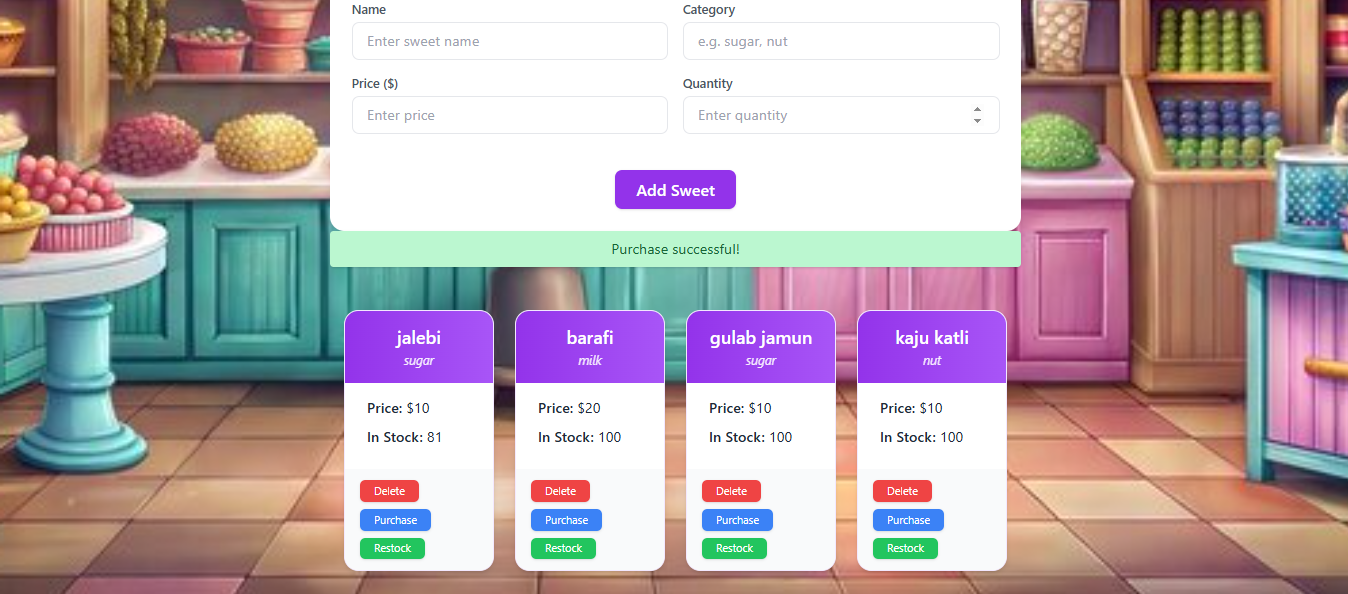 Name
Category
Enter sweet name
e.g. sugar, nut
Price ($)
Quantity
Enter price
Enter quantity
Add Sweet
Purchase successful!
jalebi
sugar
Price: $10
In Stock: 81
Delete
Purchase
Restock
barafi
milk
Price: $20
In Stock: 100
Delete
Purchase
Restock
gulab jamun
sugar
Price: $10
In Stock: 100
Delete
Purchase
Restock
kaju katli
nut
Price: $10
In Stock: 100
Delete
Purchase
Restock